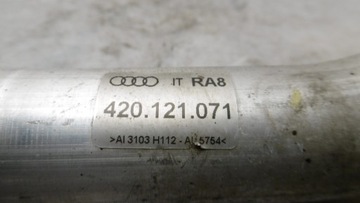 IT RA8
420.121.071
>Al 3103 H112 - Al 5754<